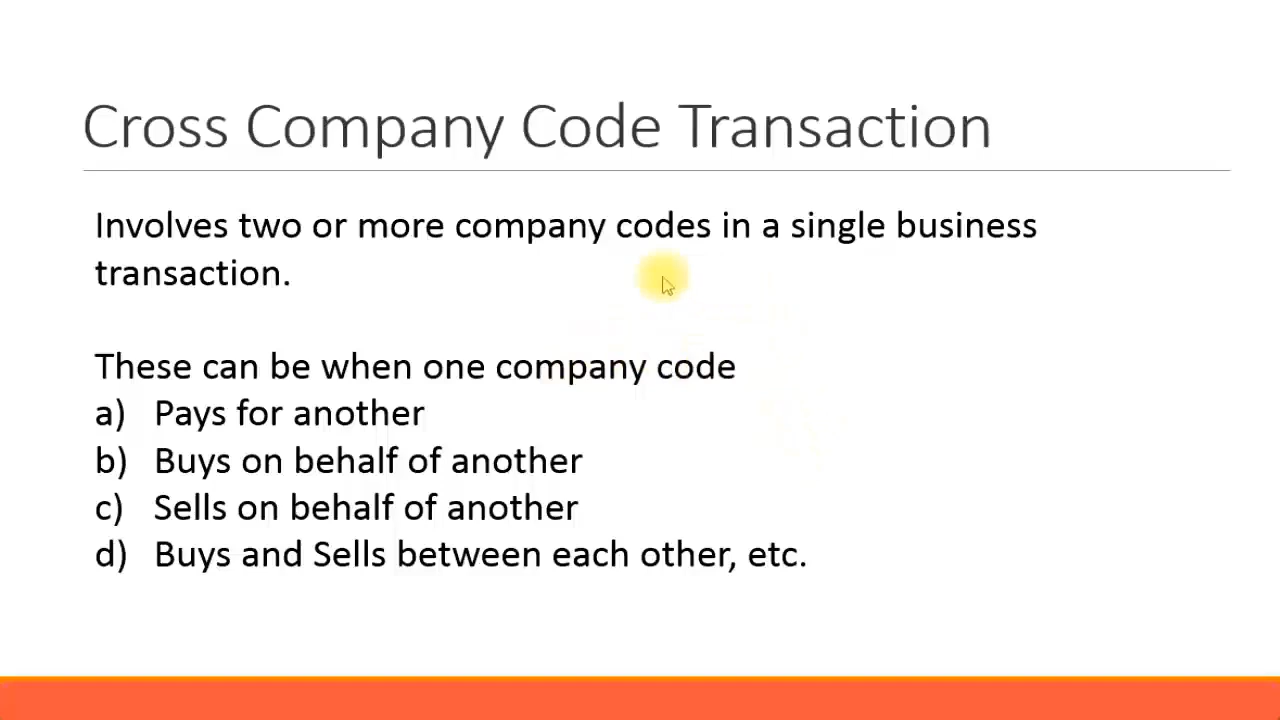 Cross Company Code Transaction
Involves two or more company codes in a single business
transaction.
These can be when one company code
a) Pays for another
b) Buys on behalf of another
c) Sells on behalf of another
d) Buys and Sells between each other, etc.